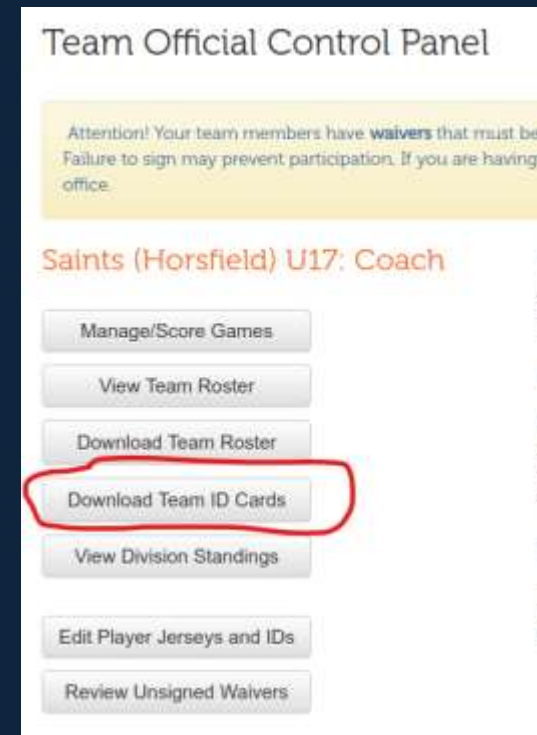 Team Official Control Panel
Attention! Your team members have waivers that must be
Failure to sign may prevent participation. If you are having
office.
Saints (Horsfield) U17: Coach
Manage/Score Games
View Team Roster
Download Team Roster
Download Team ID Cards
View Division Standings
Edit Player Jerseys and IDs
Review Unsigned Waivers